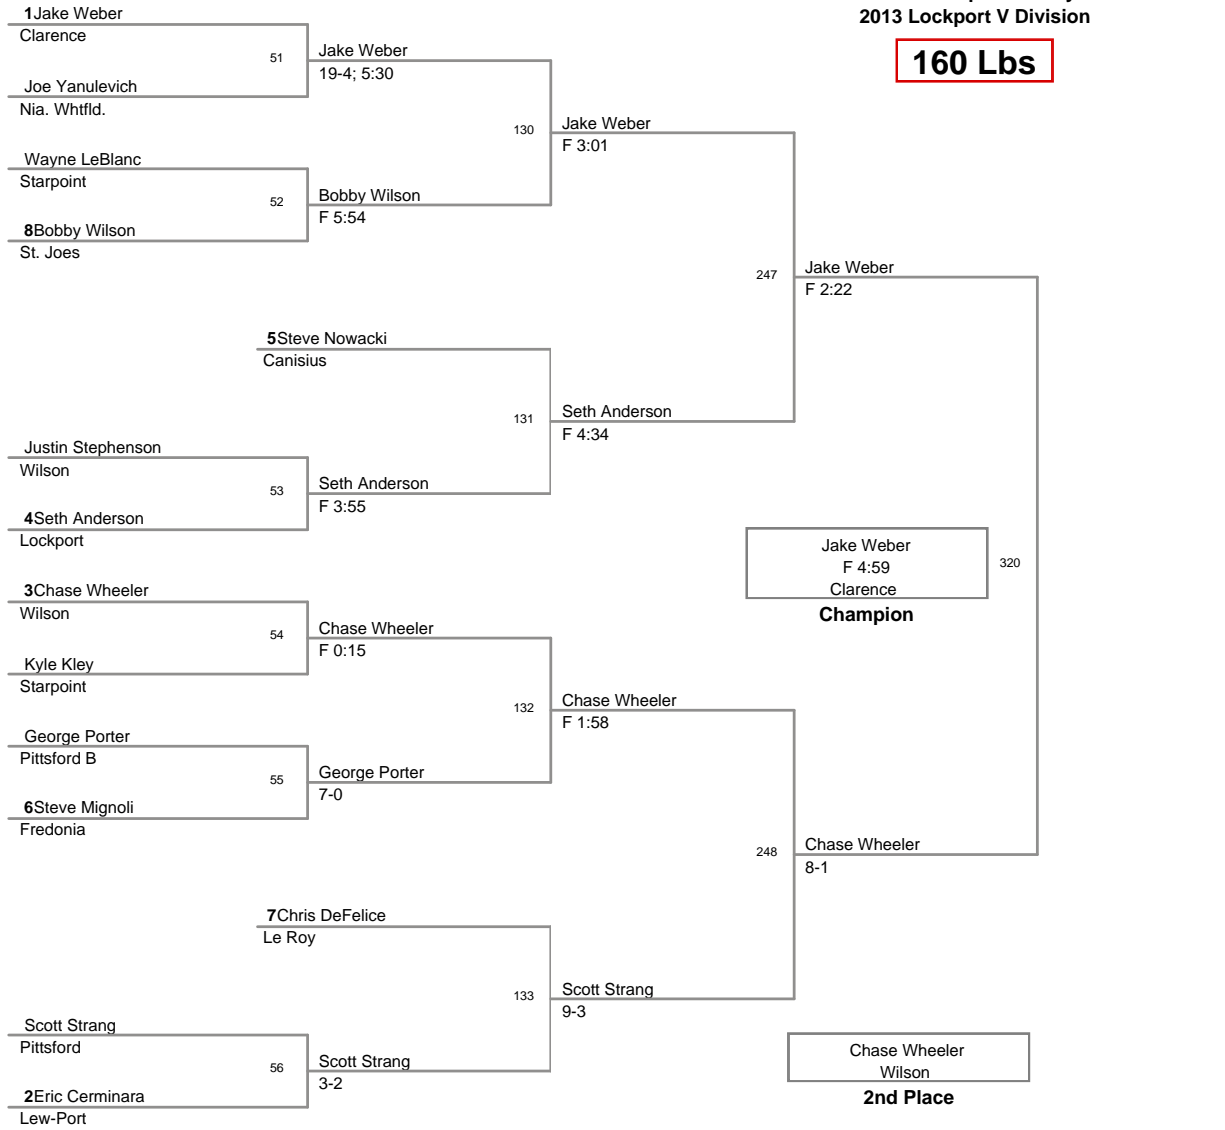 2013 Lockport V Division
160 Lbs
1Jake Weber
Clarence
51
Joe Yanulevich
Nia. Whtfld.
Jake Weber
19-4; 5:30
Wayne LeBlanc
Starpoint
52
8Bobby Wilson
St. Joes
Bobby Wilson
F 5:54
130
Jake Weber
F 3:01
5Steve Nowacki
Canisius
Justin Stephenson
Wilson
53
4Seth Anderson
Lockport
Seth Anderson
F 3:55
131
Seth Anderson
F 4:34
247
Jake Weber
F 2:22
3Chase Wheeler
Wilson
54
Kyle Kley
Starpoint
Chase Wheeler
F 0:15
George Porter
Pittsford B
55
6Steve Mignoli
Fredonia
George Porter
7-0
132
Chase Wheeler
F 1:58
7Chris DeFelice
Le Roy
Scott Strang
Pittsford
56
2Eric Cerminara
Lew-Port
Scott Strang
3-2
133
Scott Strang
9-3
248
Chase Wheeler
8-1
320
Jake Weber
F 4:59
Clarence
Champion
Chase Wheeler
Wilson
2nd Place